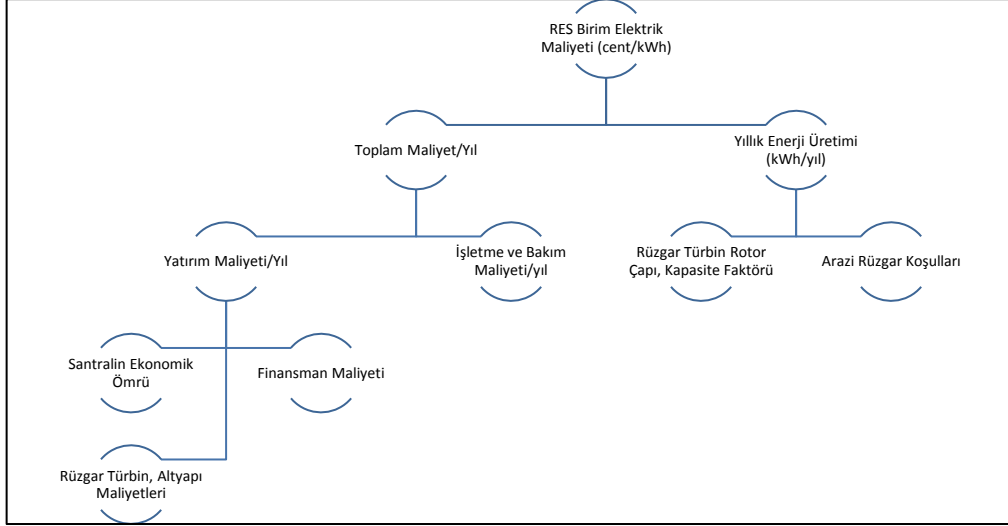 RES Birim Elektrik
Maliyeti (cent/kWh)
Toplam Maliyet/Yıl
Yıllık Enerji Üretimi
(kWh/yıl)
Yatırım Maliyeti/Yıl
İşletme ve Bakım
Maliyeti/yıl
Rüzgar Türbin Rotor
Çapı, Kapasite Faktörü
Arazi Rüzgar Koşulları
Santralin Ekonomik
Ömrü
Finansman Maliyeti
Rüzgar Türbin, Altyapı
Maliyetleri